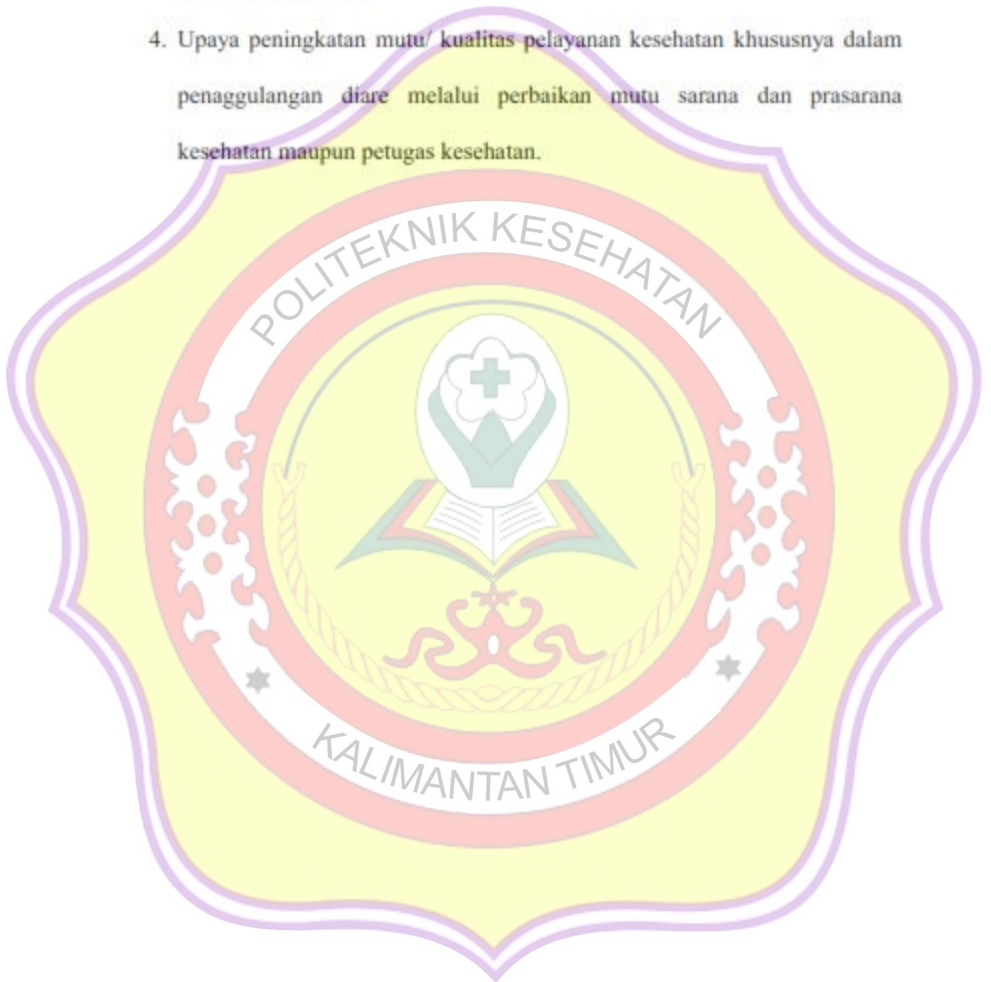 4. Upaya peningkatan mutu/ kualitas pelayanan kesehatan khususnya dalam
penaggulangan diare melalui perbaikan mutu sarana dan prasarana
kesehatan maupun petugas kesehatan.
POLITEKNIK KESEHATAN
KALIMANTAN TIMUR